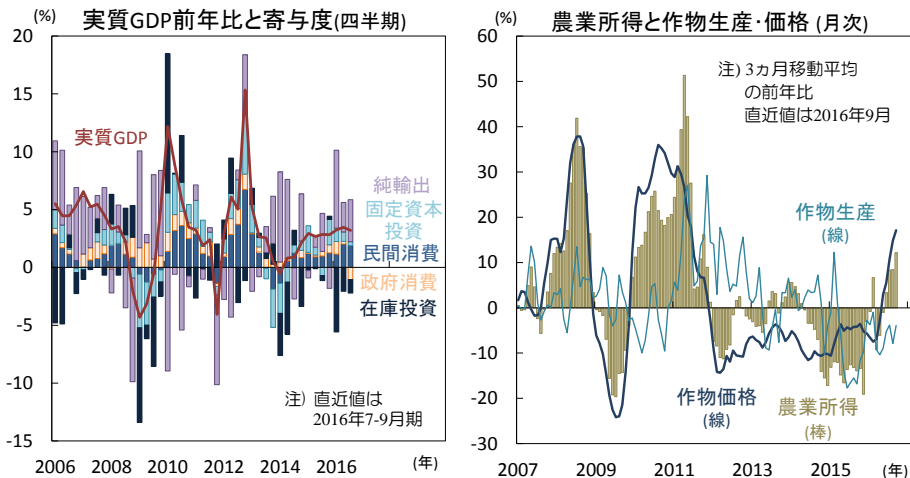 実質GDP前年比と寄与度(四半期)
(%)
20
15
10
5
0
-5
-10
-15
実質GDP
純輸出
固定資本
投資
民間消費
政府消費
在庫投資
注) 直近値は
2016年7-9月期
2006 2008 2010 2012 2014 2016 (年)
農業所得と作物生産・価格 (月次)
(%)
60%
50%
40%
30%
20%
10%
0%
-10%
-20%
-30%
注) 3ヵ月移動平均
の前年比
直近値は2016年9月
作物生産
(線)
作物価格
(線)
農業所得
(棒)
2007 2009 2011 2013 2015 (年)